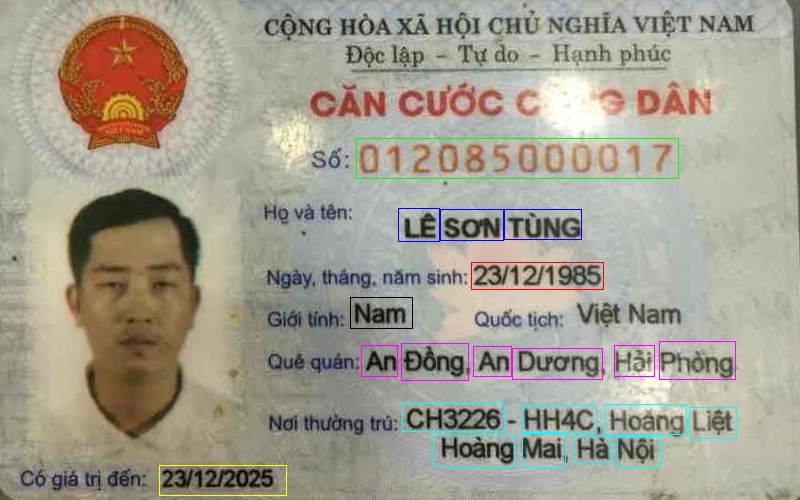 CỘNG HÒA XÃ HỘI CHỦ NGHĨA VIỆT NAM
Độc lập - Tự do - Hạnh phúc
CĂN CƯỚC CÔNG DÂN
Số: 012085000017
Họ và tên: LÊ SƠN TÙNG
Ngày, tháng, năm sinh: 23/12/1985
Giới tính: Nam Quốc tịch: Việt Nam
Quê quán: An Đồng, An Dương, Hải Phòng
Nơi thường trú: CH3226 - HH4C, Hoàng Liệt
Hoàng Mai, Hà Nội
Có giá trị đến: 23/12/2025